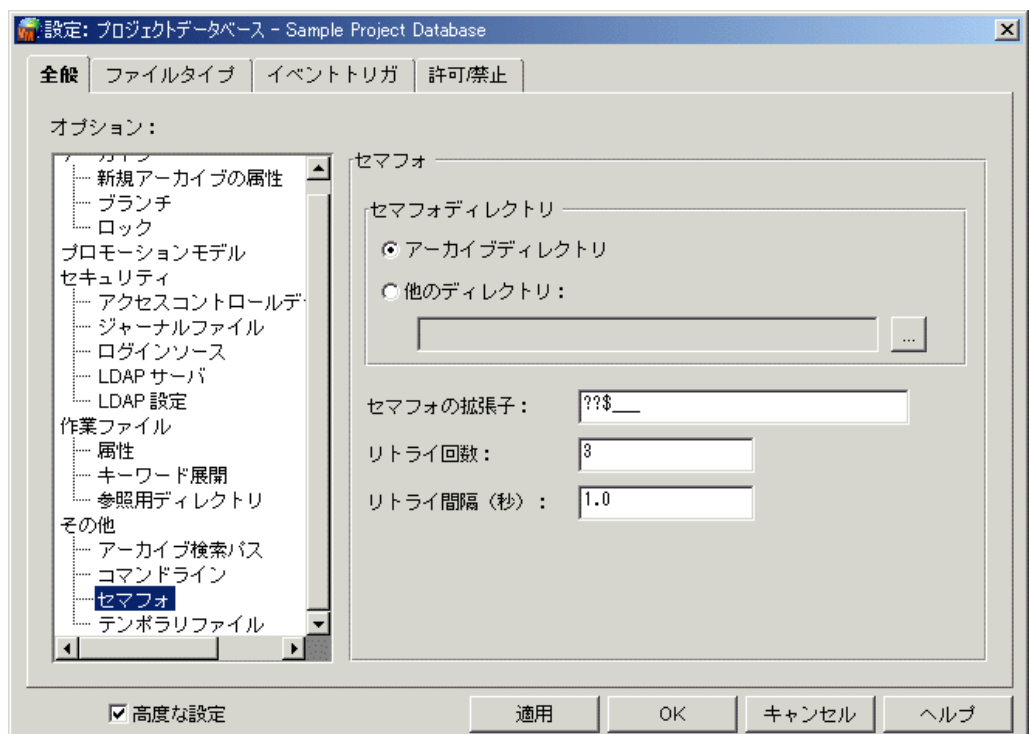 設定: プロジェクトデータベース - Sample Project Database
全般 ファイルタイプ イベントトリガ 許可/禁止
オプション：
新規アーカイブの属性
ブランチ
ロック
プロモーションモデル
セキュリティ
アクセスコントロールデ
ジャーナルファイル
ログインソース
LDAP サーバ
LDAP 設定
作業ファイル
属性
キーワード展開
参照用ディレクトリ
その他
アーカイブ検索パス
コマンドライン
セマフォ
テンポラリファイル
セマフォ
セマフォディレクトリ
アーカイブディレクトリ
他のディレクトリ：
...
セマフォの拡張子： ??$___
リトライ回数： 3
リトライ間隔（秒）： 1.0
高度な設定 適用 OK キャンセル ヘルプ